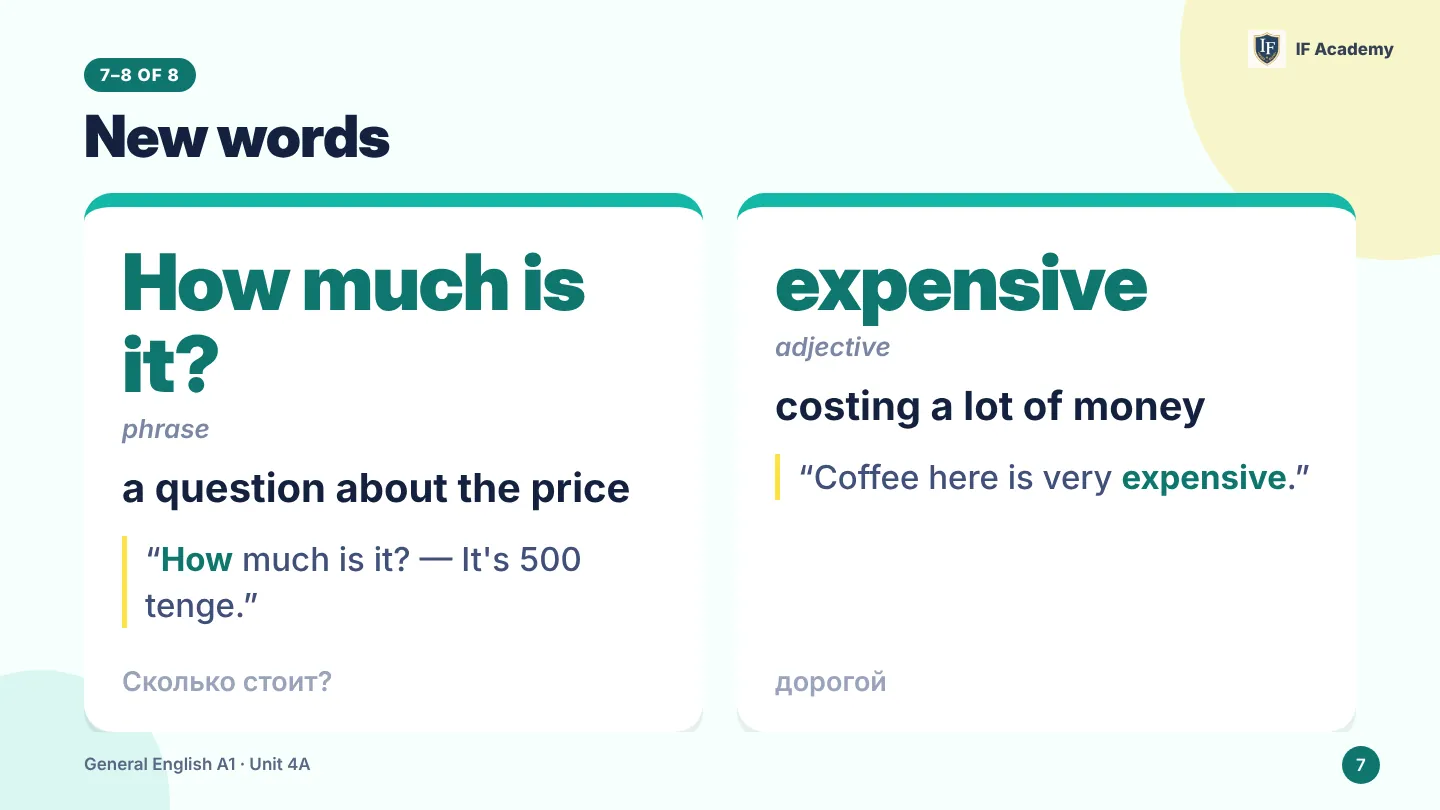 IF Academy
7–8 OF 8
New words
How much is
it?
phrase
a question about the price
“How much is it? — It's 500
tenge.”
Сколько стоит?
expensive
adjective
costing a lot of money
“Coffee here is very expensive.”
дорогой
General English A1 · Unit 4A
7